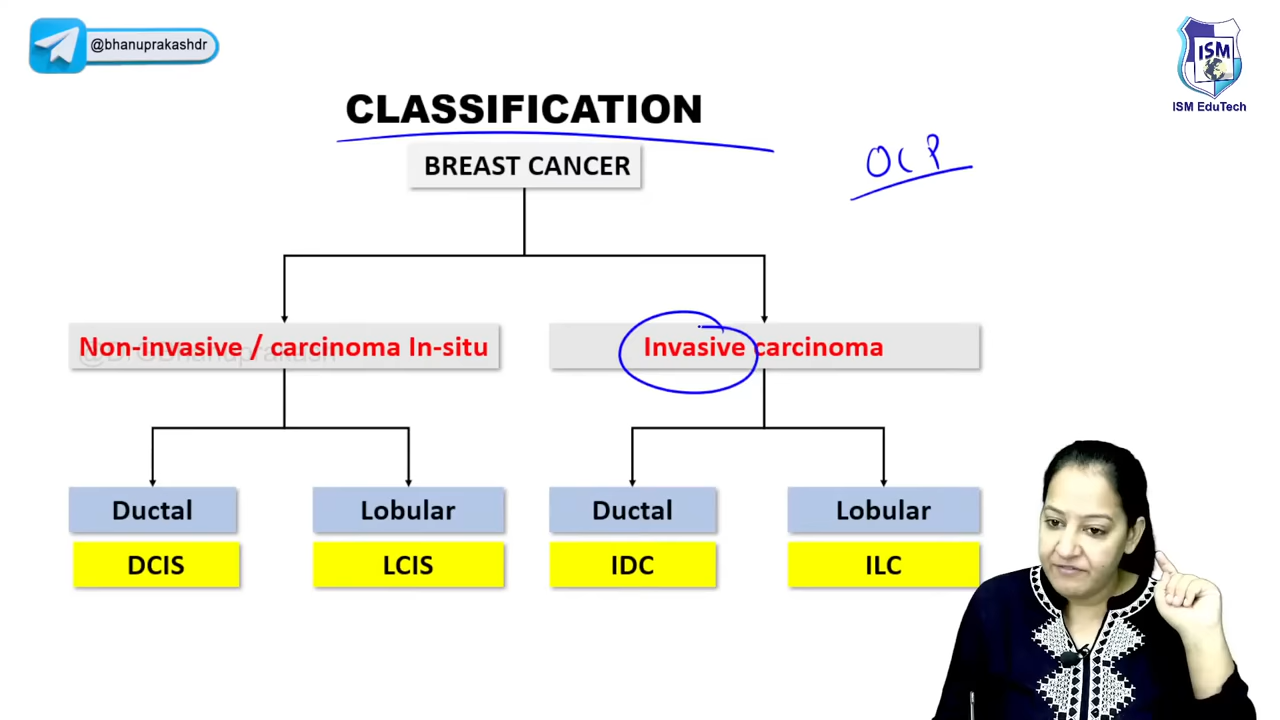 @bhanuprakashdr
ISM
ISM EduTech
CLASSIFICATION
OCP
BREAST CANCER
Non-invasive / carcinoma In-situ
Invasive carcinoma
Ductal
Lobular
Ductal
Lobular
DCIS
LCIS
IDC
ILC